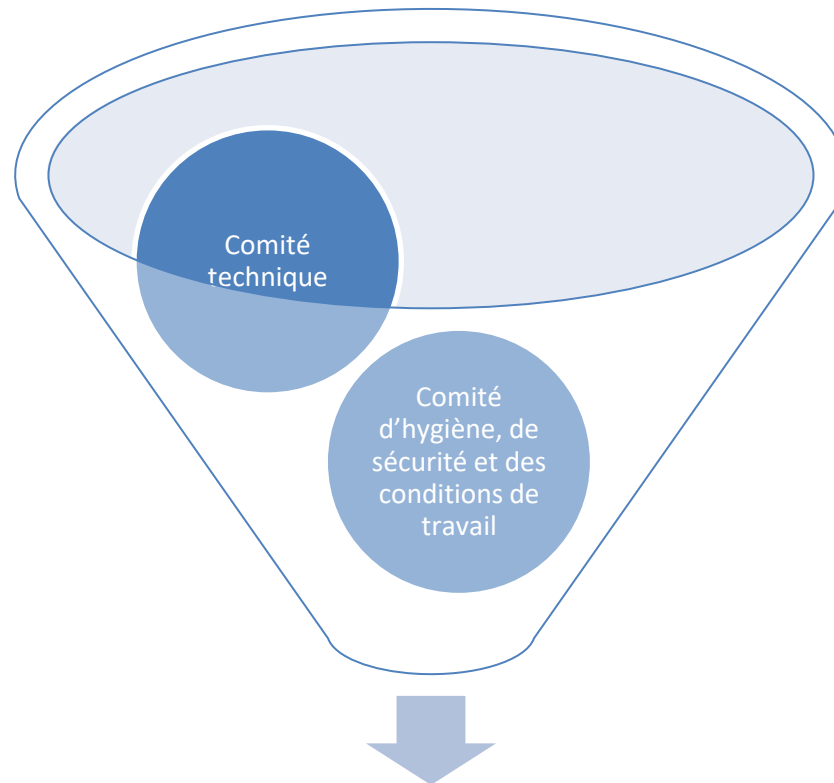 Comité
technique
Comité
d’hygiène, de
sécurité et des
conditions de
travail